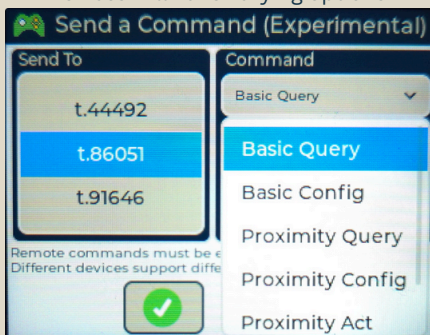 Send a Command (Experimental)
Send To
Command
t.44492
t.86051
t.91646
Basic Query
Basic Query
Basic Config
Proximity Query
Proximity Config
Proximity Act
Remote commands must be
Different devices support